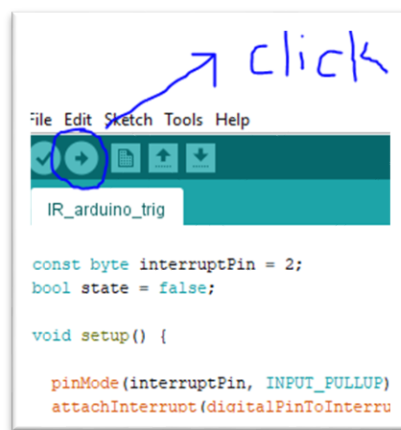 click
File Edit Sketch Tools Help
IR_arduino_trig
const byte interruptPin = 2;
bool state = false;
void setup() {
pinMode(interruptPin, INPUT_PULLUP)
attachInterrupt(digitalPinToInterru